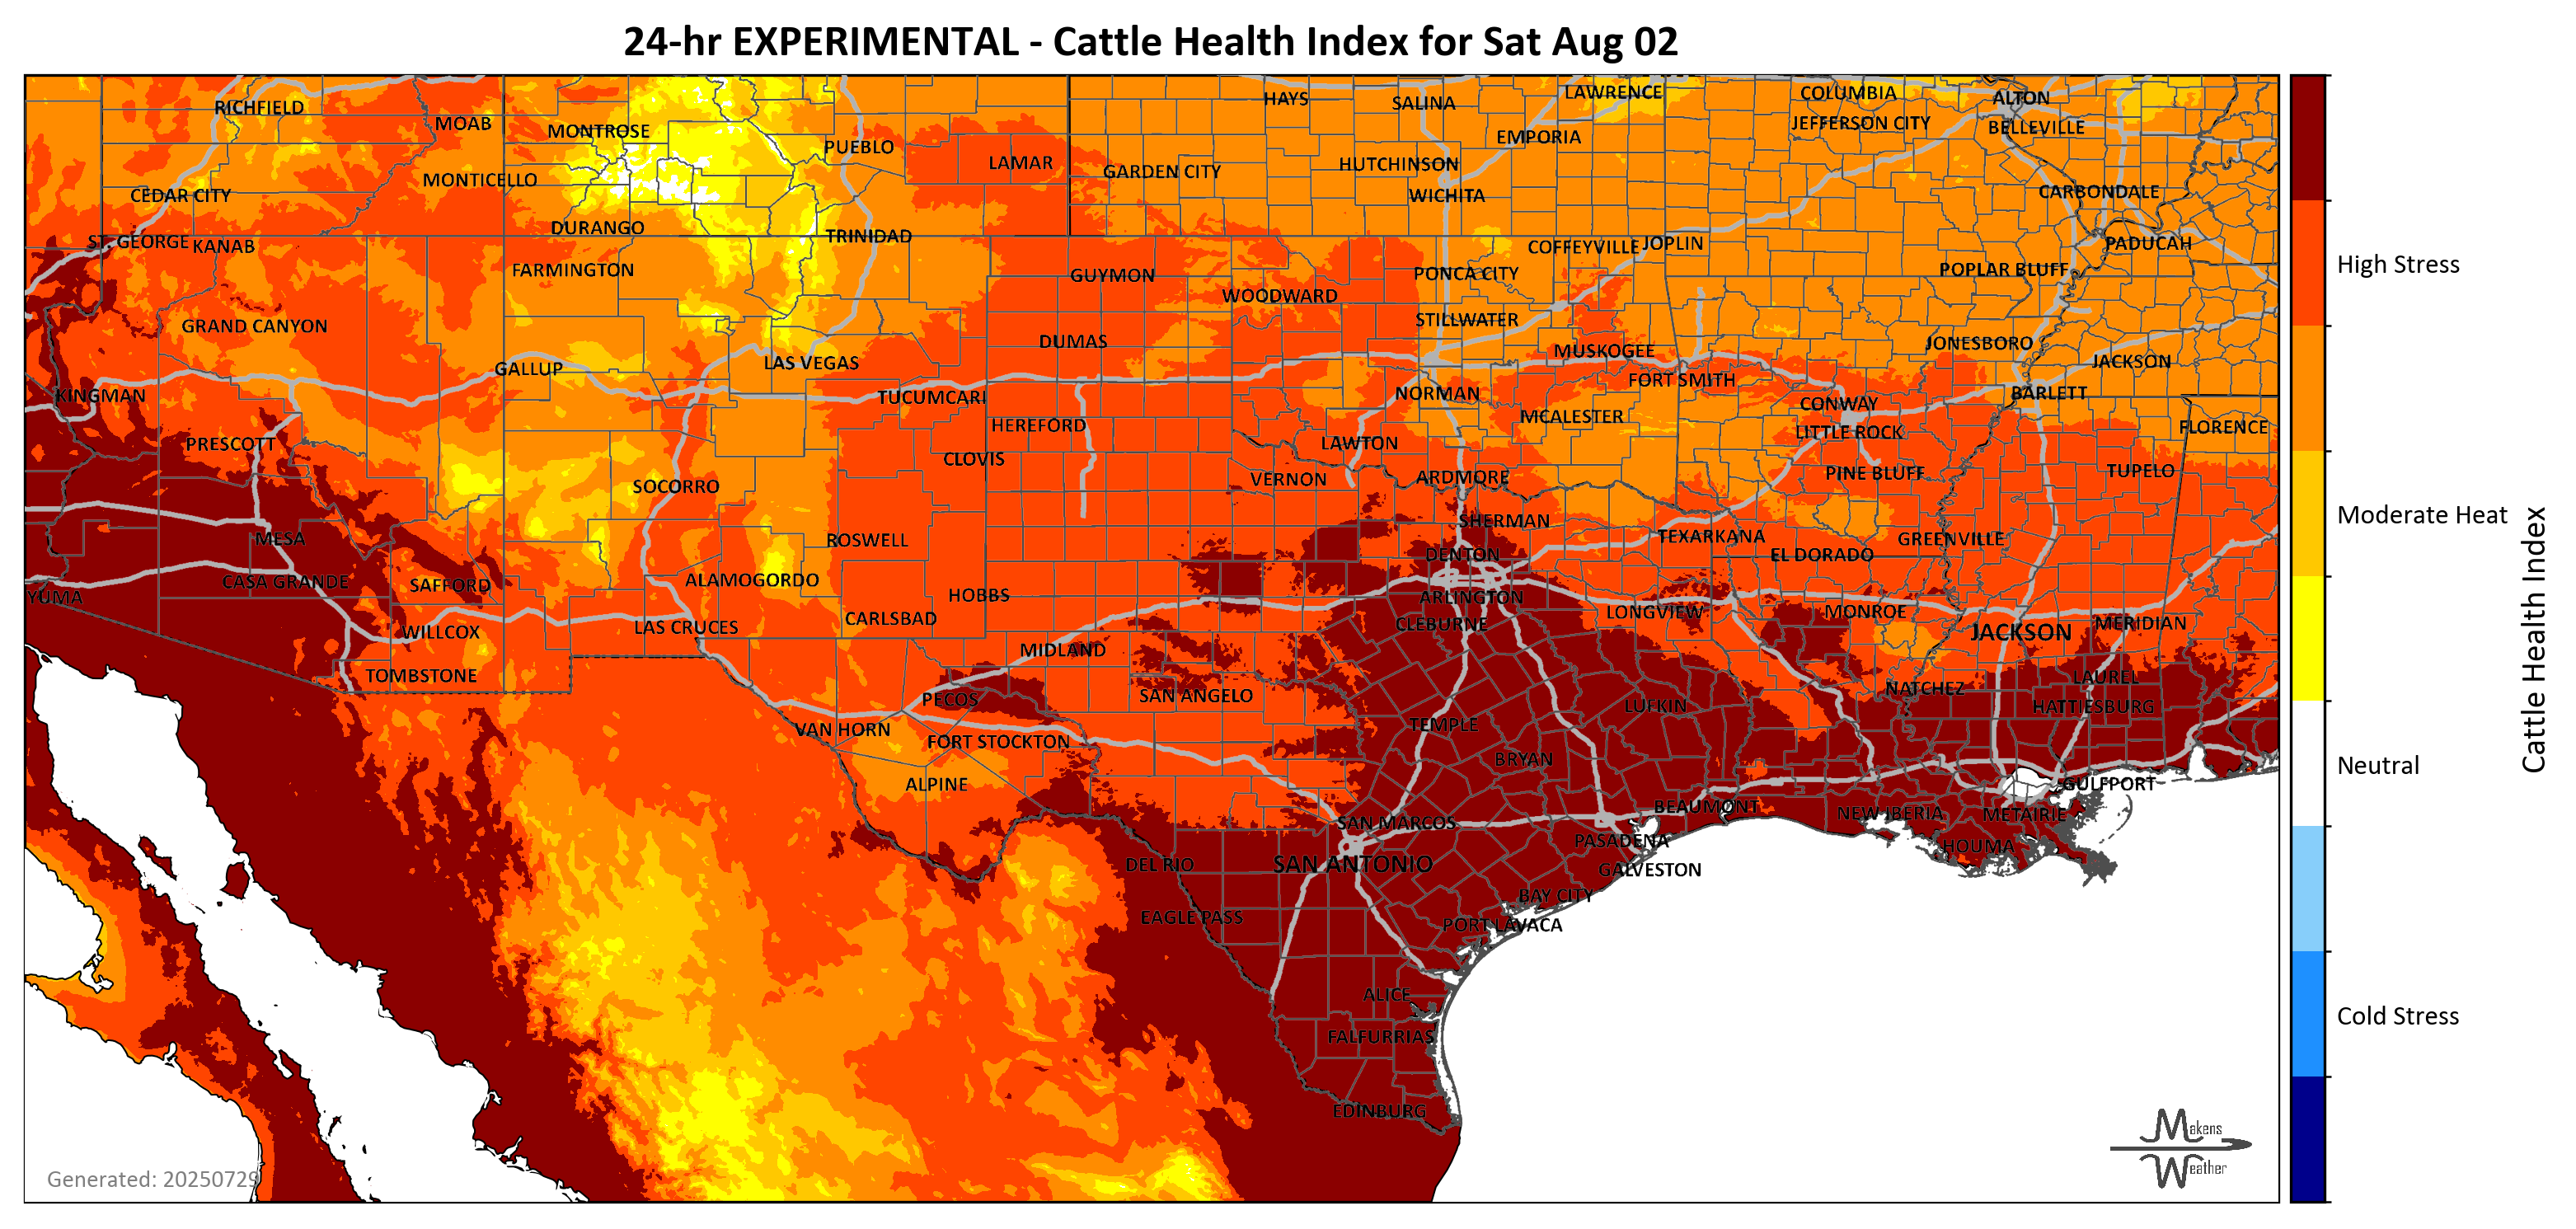 24-hr EXPERIMENTAL - Cattle Health Index for Sat Aug 02
RICHFIELD
MOAB
MONTROSE
PUEBLO
LAMAR
HAYS
SALINA
LAWRENCE
COLUMBIA
ALTON
EMPORIA
JEFFERSON CITY
BELLEVILLE
CEDAR CITY
MONTICELLO
GARDEN CITY
HUTCHINSON
WICHITA
CARBONDALE
ST. GEORGE
KANAB
DURANGO
TRINIDAD
COFFEYVILLE
JOPLIN
PADUCAH
FARMINGTON
GUYMON
PONCA CITY
POPLAR BLUFF
WOODWARD
GRAND CANYON
STILLWATER
DUMAS
MUSKOGEE
JONESBORO
JACKSON
GALLUP
LAS VEGAS
FORT SMITH
KINGMAN
TUCUMCARI
NORMAN
CONWAY
BARLETT
HEREFORD
MCALESTER
LITTLE ROCK
FLORENCE
PRESCOTT
CLOVIS
LAWTON
SOCORRO
VERNON
ARDMORE
PINE BLUFF
TUPELO
MESA
ROSWELL
SHERMAN
TEXARKANA
GREENVILLE
DENTON
EL DORADO
CASA GRANDE
SAFFORD
ALAMOGORDO
YUMA
HOBBS
ARLINGTON
LONGVIEW
MONROE
CARLSBAD
CLEBURNE
WILLCOX
LAS CRUCES
JACKSON
MERIDIAN
MIDLAND
TOMBSTONE
PECOS
SAN ANGELO
NATCHEZ
LAUREL
LUFKIN
HATTIESBURG
VAN HORN
FORT STOCKTON
TEMPLE
BRYAN
ALPINE
GULFPORT
SAN MARCOS
BEAUMONT
NEW IBERIA
METAIRIE
PASADENA
HOUMA
DEL RIO
SAN ANTONIO
GALVESTON
BAY CITY
EAGLE PASS
PORT LAVACA
ALICE
FALFURRIAS
EDINBURG
Generated: 20250729
Makens
Weather
High Stress
Moderate Heat
Neutral
Cold Stress
Cattle Health Index